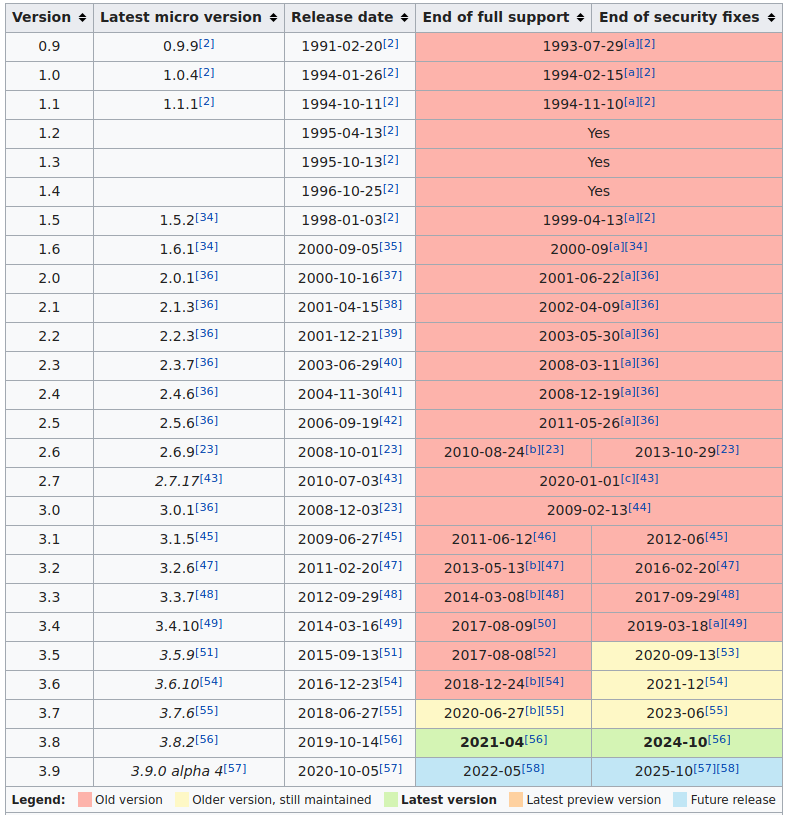 Version Latest micro version Release date End of full support End of security fixes
0.9 0.9.9[2] 1991-02-20[2] 1993-07-29[a][2]
1.0 1.0.4[2] 1994-01-26[2] 1994-02-15[a][2]
1.1 1.1.1[2] 1994-10-11[2] 1994-11-10[a][2]
1.2 1995-04-13[2] Yes
1.3 1995-10-13[2] Yes
1.4 1996-10-25[2] Yes
1.5 1.5.2[34] 1998-01-03[2] 1999-04-13[a][2]
1.6 1.6.1[34] 2000-09-05[35] 2000-09[a][34]
2.0 2.0.1[36] 2000-10-16[37] 2001-06-22[a][36]
2.1 2.1.3[36] 2001-04-15[38] 2002-04-09[a][36]
2.2 2.2.3[36] 2001-12-21[39] 2003-05-30[a][36]
2.3 2.3.7[36] 2003-06-29[40] 2008-03-11[a][36]
2.4 2.4.6[36] 2004-11-30[41] 2008-12-19[a][36]
2.5 2.5.6[36] 2006-09-19[42] 2011-05-26[a][36]
2.6 2.6.9[23] 2008-10-01[23] 2010-08-24[b][23] 2013-10-29[23]
2.7 2.7.17[43] 2010-07-03[43] 2020-01-01[c][43]
3.0 3.0.1[36] 2008-12-03[23] 2009-02-13[44]
3.1 3.1.5[45] 2009-06-27[45] 2011-06-12[46] 2012-06[45]
3.2 3.2.6[47] 2011-02-20[47] 2013-05-13[b][47] 2016-02-20[47]
3.3 3.3.7[48] 2012-09-29[48] 2014-03-08[b][48] 2017-09-29[48]
3.4 3.4.10[49] 2014-03-16[49] 2017-08-09[50] 2019-03-18[a][49]
3.5 3.5.9[51] 2015-09-13[51] 2017-08-08[52] 2020-09-13[53]
3.6 3.6.10[54] 2016-12-23[54] 2018-12-24[b][54] 2021-12[54]
3.7 3.7.6[55] 2018-06-27[55] 2020-06-27[b][55] 2023-06[55]
3.8 3.8.2[56] 2019-10-14[56] 2021-04[56] 2024-10[56]
3.9 3.9.0 alpha 4[57] 2020-10-05[57] 2022-05[58] 2025-10[57][58]
Legend: Old version Older version, still maintained Latest version Latest preview version Future release